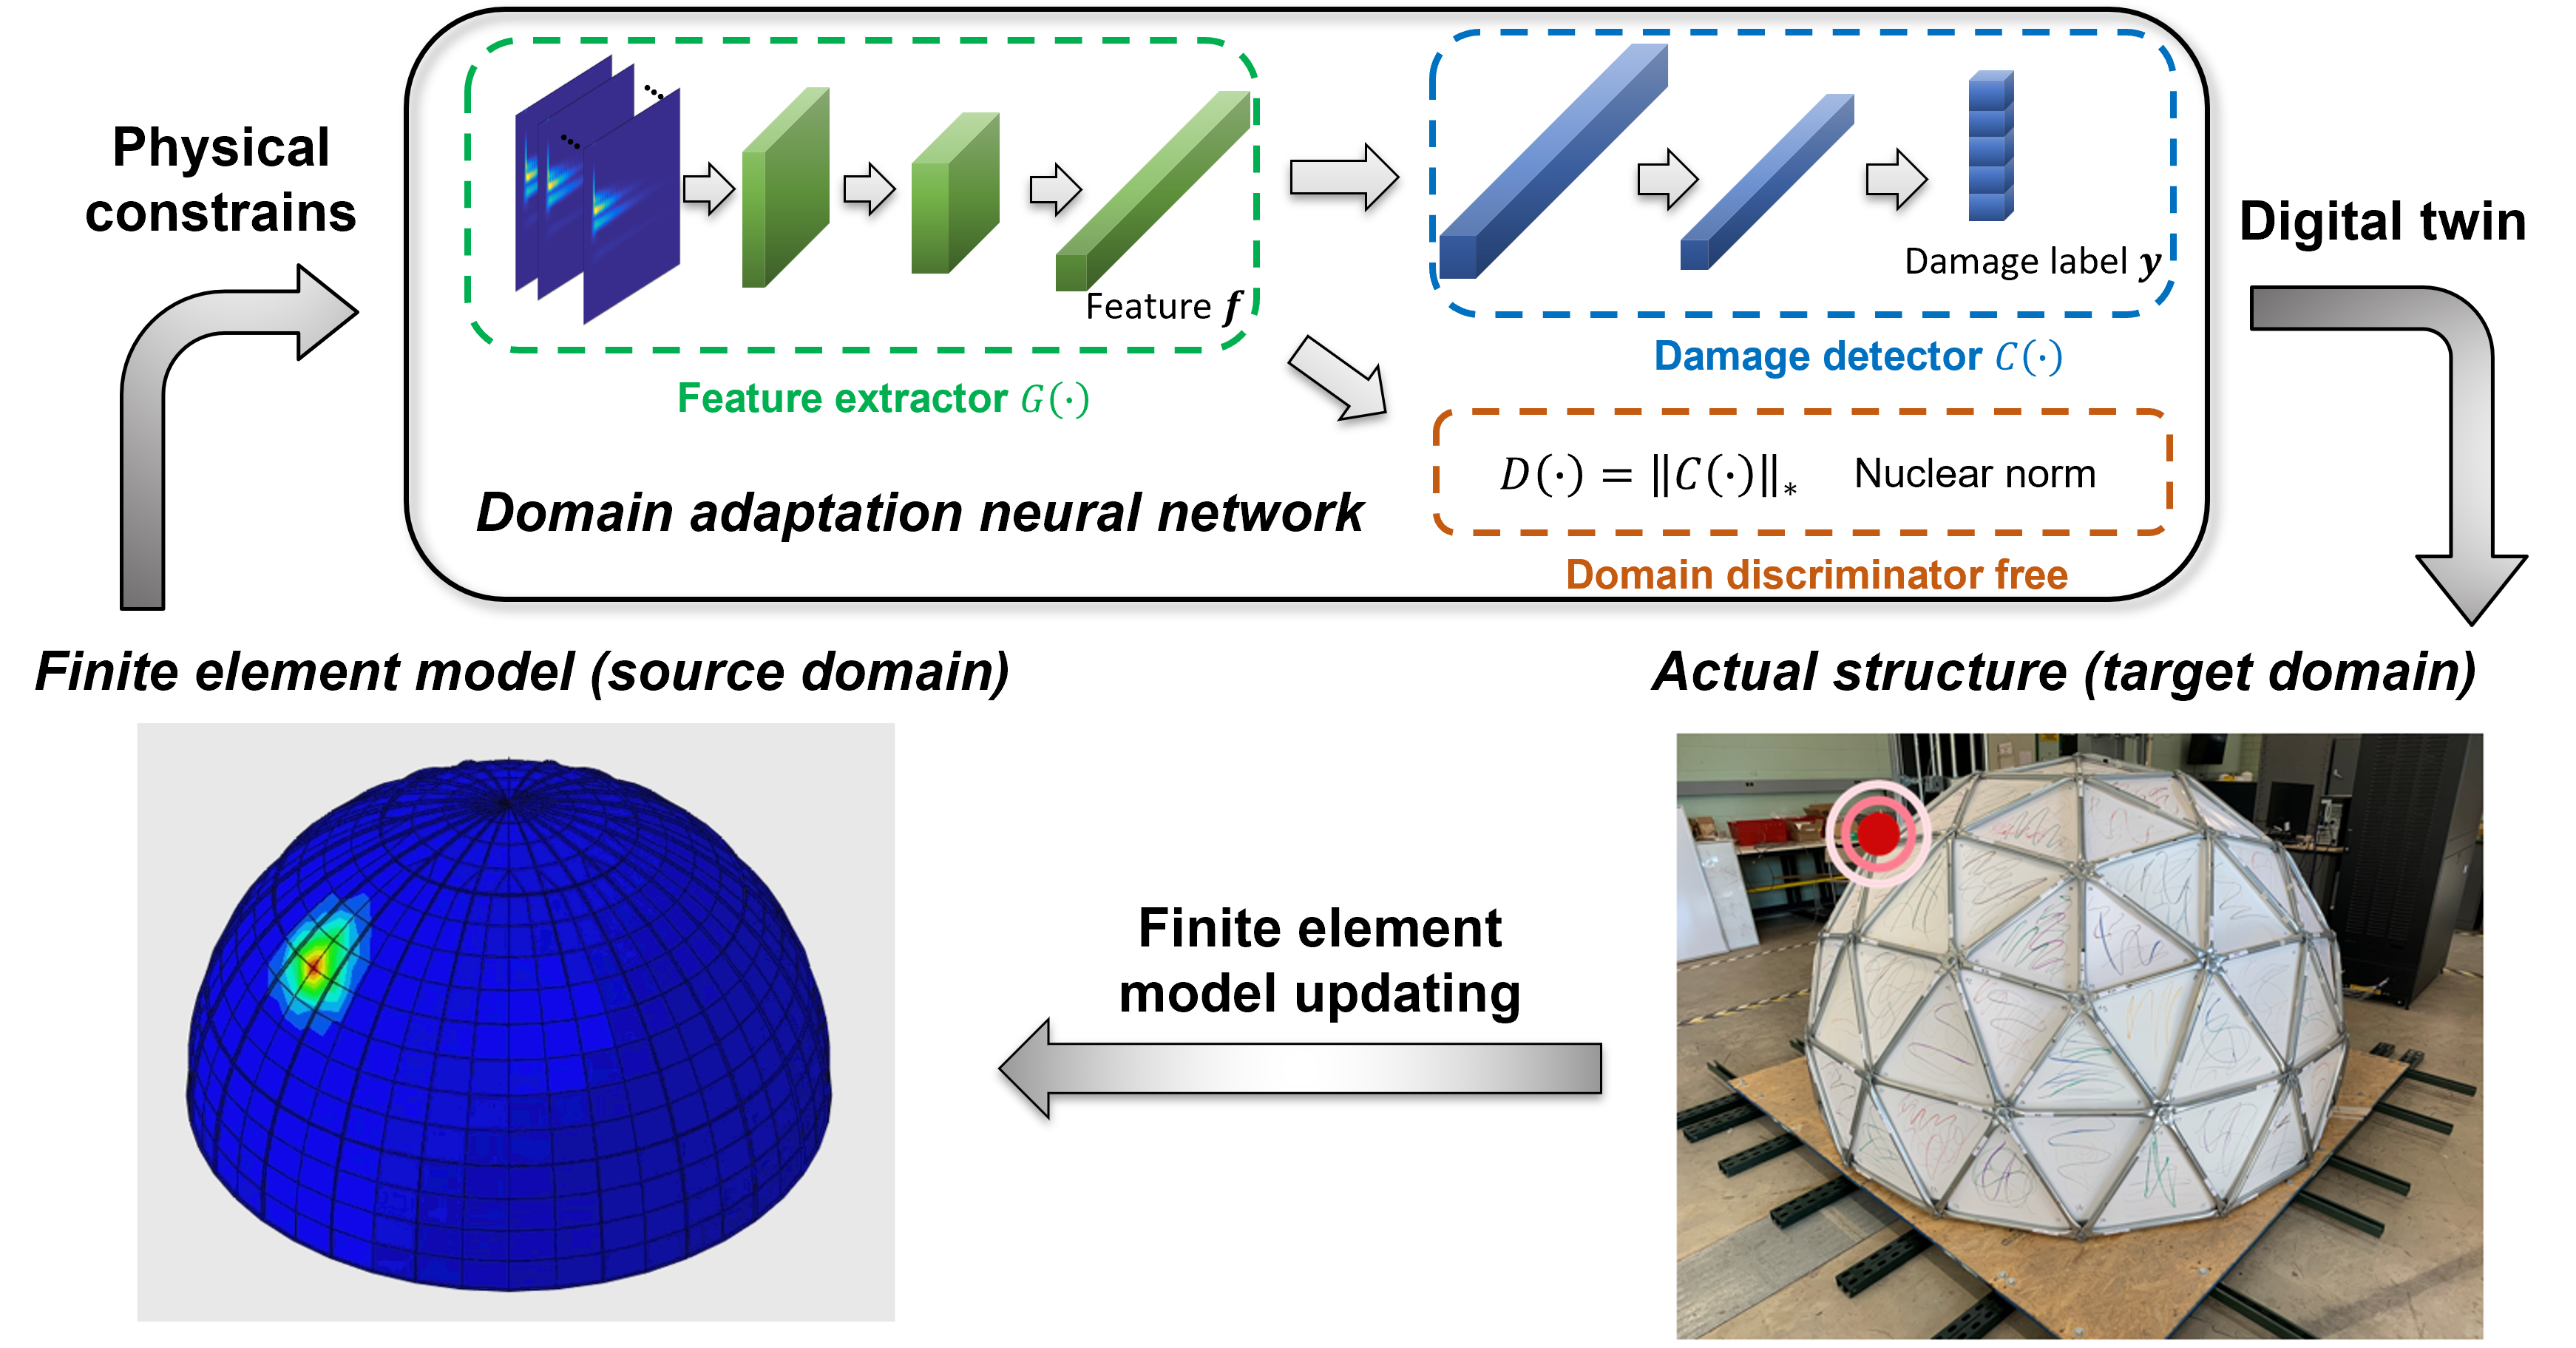 Physical
constrains
Feature f
Feature extractor G(·)
Domain adaptation neural network
Damage label y
Damage detector C(·)
D(·) = ‖C(·)‖* Nuclear norm
Domain discriminator free
Digital twin
Finite element model (source domain)
Actual structure (target domain)
Finite element
model updating